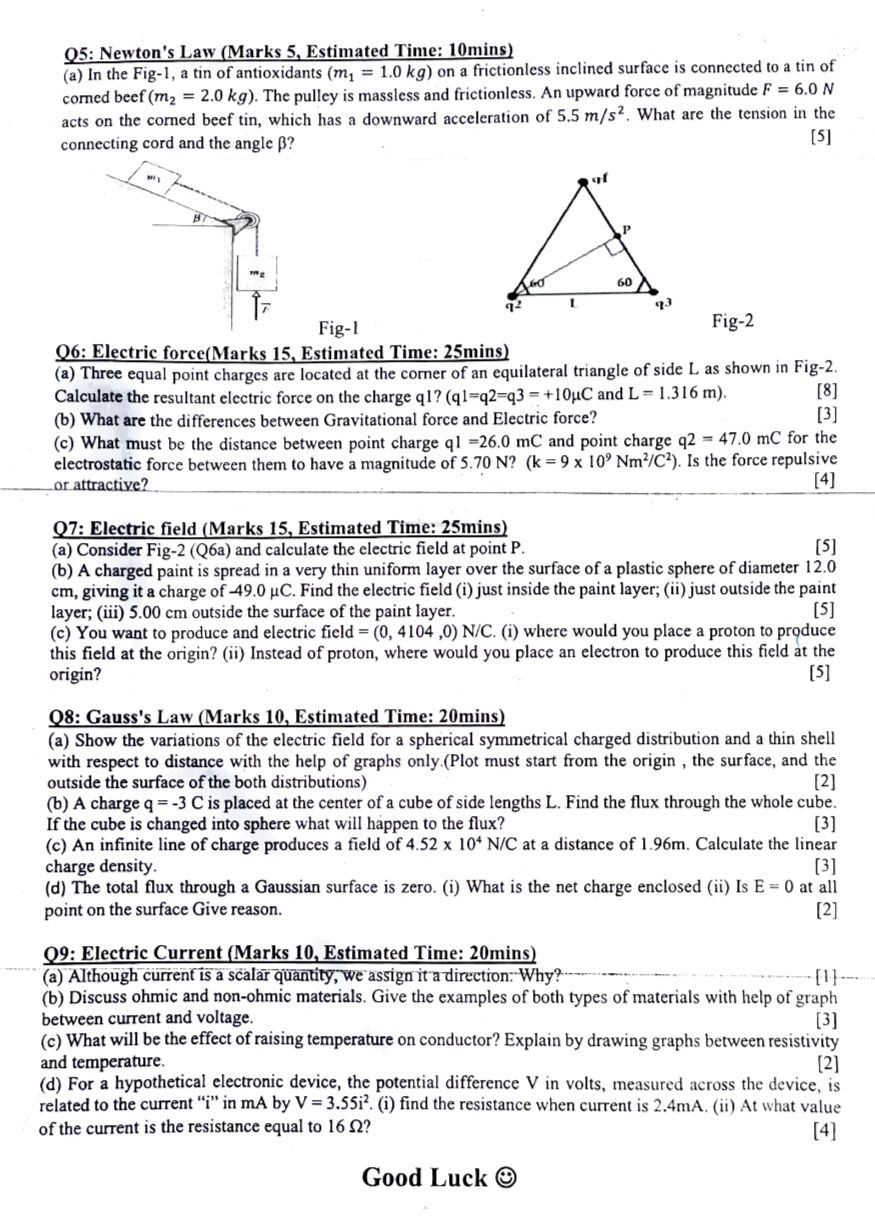 Q5: Newton's Law (Marks 5, Estimated Time: 10mins)
(a) In the Fig-1, a tin of antioxidants (m₁ = 1.0 kg) on a frictionless inclined surface is connected to a tin of
corned beef (m₂ = 2.0 kg). The pulley is massless and frictionless. An upward force of magnitude F = 6.0 N
acts on the corned beef tin, which has a downward acceleration of 5.5 m/s². What are the tension in the
connecting cord and the angle β? [5]
m₁
β
m₂
F
Fig-1
q1
P
60
60
q2
L
q3
Fig-2
Q6: Electric force(Marks 15, Estimated Time: 25mins)
(a) Three equal point charges are located at the corner of an equilateral triangle of side L as shown in Fig-2.
Calculate the resultant electric force on the charge q1? (q1=q2=q3 = +10μC and L = 1.316 m). [8]
(b) What are the differences between Gravitational force and Electric force? [3]
(c) What must be the distance between point charge q1 =26.0 mC and point charge q2 = 47.0 mC for the
electrostatic force between them to have a magnitude of 5.70 N? (k = 9 x 10⁹ Nm²/C²). Is the force repulsive
or attractive? [4]
Q7: Electric field (Marks 15, Estimated Time: 25mins)
(a) Consider Fig-2 (Q6a) and calculate the electric field at point P. [5]
(b) A charged paint is spread in a very thin uniform layer over the surface of a plastic sphere of diameter 12.0
cm, giving it a charge of -49.0 μC. Find the electric field (i) just inside the paint layer; (ii) just outside the paint
layer; (iii) 5.00 cm outside the surface of the paint layer. [5]
(c) You want to produce and electric field = (0, 4104 ,0) N/C. (i) where would you place a proton to produce
this field at the origin? (ii) Instead of proton, where would you place an electron to produce this field at the
origin? [5]
Q8: Gauss's Law (Marks 10, Estimated Time: 20mins)
(a) Show the variations of the electric field for a spherical symmetrical charged distribution and a thin shell
with respect to distance with the help of graphs only.(Plot must start from the origin , the surface, and the
outside the surface of the both distributions) [2]
(b) A charge q = -3 C is placed at the center of a cube of side lengths L. Find the flux through the whole cube.
If the cube is changed into sphere what will happen to the flux? [3]
(c) An infinite line of charge produces a field of 4.52 x 10⁴ N/C at a distance of 1.96m. Calculate the linear
charge density. [3]
(d) The total flux through a Gaussian surface is zero. (i) What is the net charge enclosed (ii) Is E = 0 at all
point on the surface Give reason. [2]
Q9: Electric Current (Marks 10, Estimated Time: 20mins)
(a) Although current is a scalar quantity, we assign it a direction. Why? [1]
(b) Discuss ohmic and non-ohmic materials. Give the examples of both types of materials with help of graph
between current and voltage. [3]
(c) What will be the effect of raising temperature on conductor? Explain by drawing graphs between resistivity
and temperature. [2]
(d) For a hypothetical electronic device, the potential difference V in volts, measured across the device, is
related to the current “i” in mA by V = 3.55i². (i) find the resistance when current is 2.4mA. (ii) At what value
of the current is the resistance equal to 16 Ω? [4]
Good Luck ☺